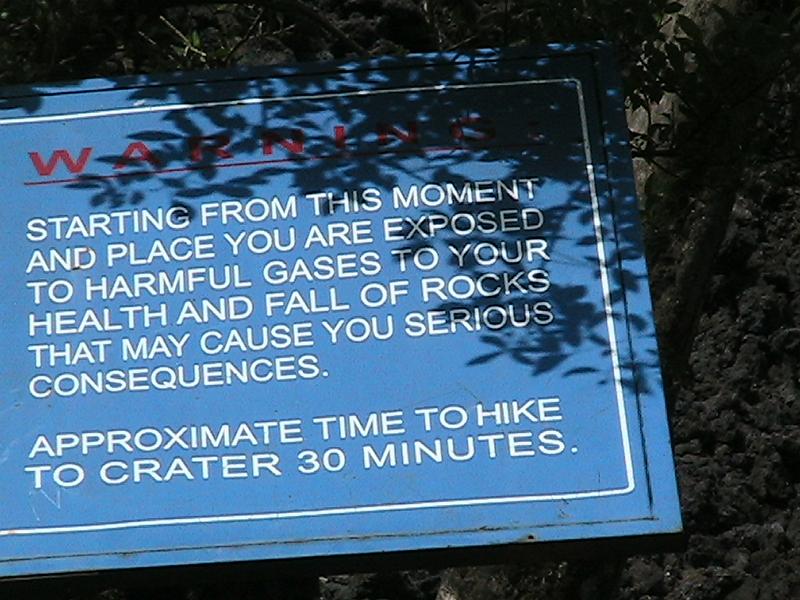 WARNING:
STARTING FROM THIS MOMENT
AND PLACE YOU ARE EXPOSED
TO HARMFUL GASES TO YOUR
HEALTH AND FALL OF ROCKS
THAT MAY CAUSE YOU SERIOUS
CONSEQUENCES.
APPROXIMATE TIME TO HIKE
TO CRATER 30 MINUTES.